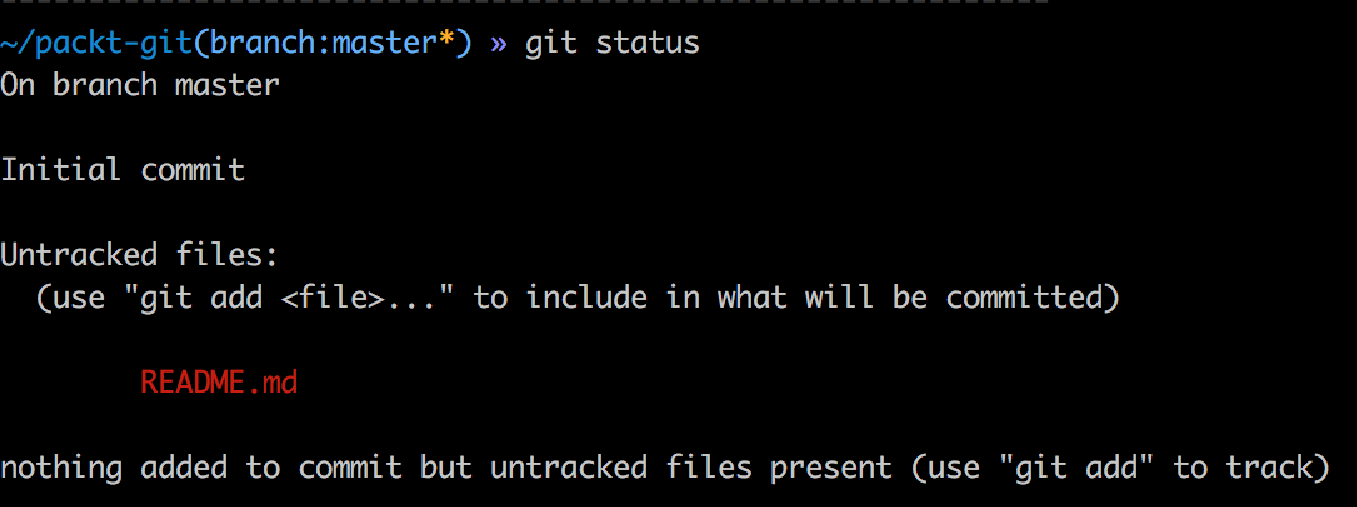 ~/packt-git(branch:master*) » git status
On branch master
Initial commit
Untracked files:
  (use "git add <file>..." to include in what will be committed)
        README.md
nothing added to commit but untracked files present (use "git add" to track)